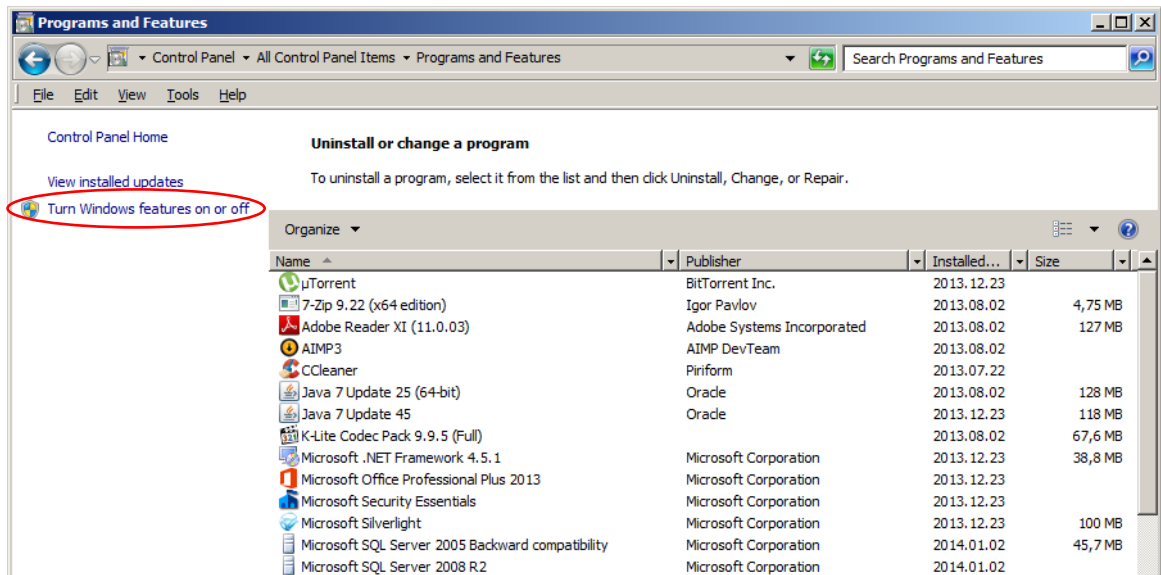 Programs and Features
Control Panel All Control Panel Items Programs and Features Search Programs and Features
File Edit View Tools Help
Control Panel Home
View installed updates
Turn Windows features on or off
Uninstall or change a program
To uninstall a program, select it from the list and then click Uninstall, Change, or Repair.
Organize
Name Publisher Installed... Size
µTorrent BitTorrent Inc. 2013.12.23
7-Zip 9.22 (x64 edition) Igor Pavlov 2013.08.02 4,75 MB
Adobe Reader XI (11.0.03) Adobe Systems Incorporated 2013.08.02 127 MB
AIMP3 AIMP DevTeam 2013.08.02
CCleaner Piriform 2013.07.22
Java 7 Update 25 (64-bit) Oracle 2013.08.02 128 MB
Java 7 Update 45 Oracle 2013.12.23 118 MB
K-Lite Codec Pack 9.9.5 (Full) 2013.08.02 67,6 MB
Microsoft .NET Framework 4.5.1 Microsoft Corporation 2013.12.23 38,8 MB
Microsoft Office Professional Plus 2013 Microsoft Corporation 2013.12.23
Microsoft Security Essentials Microsoft Corporation 2013.12.23
Microsoft Silverlight Microsoft Corporation 2013.12.23 100 MB
Microsoft SQL Server 2005 Backward compatibility Microsoft Corporation 2014.01.02 45,7 MB
Microsoft SQL Server 2008 R2 Microsoft Corporation 2014.01.02